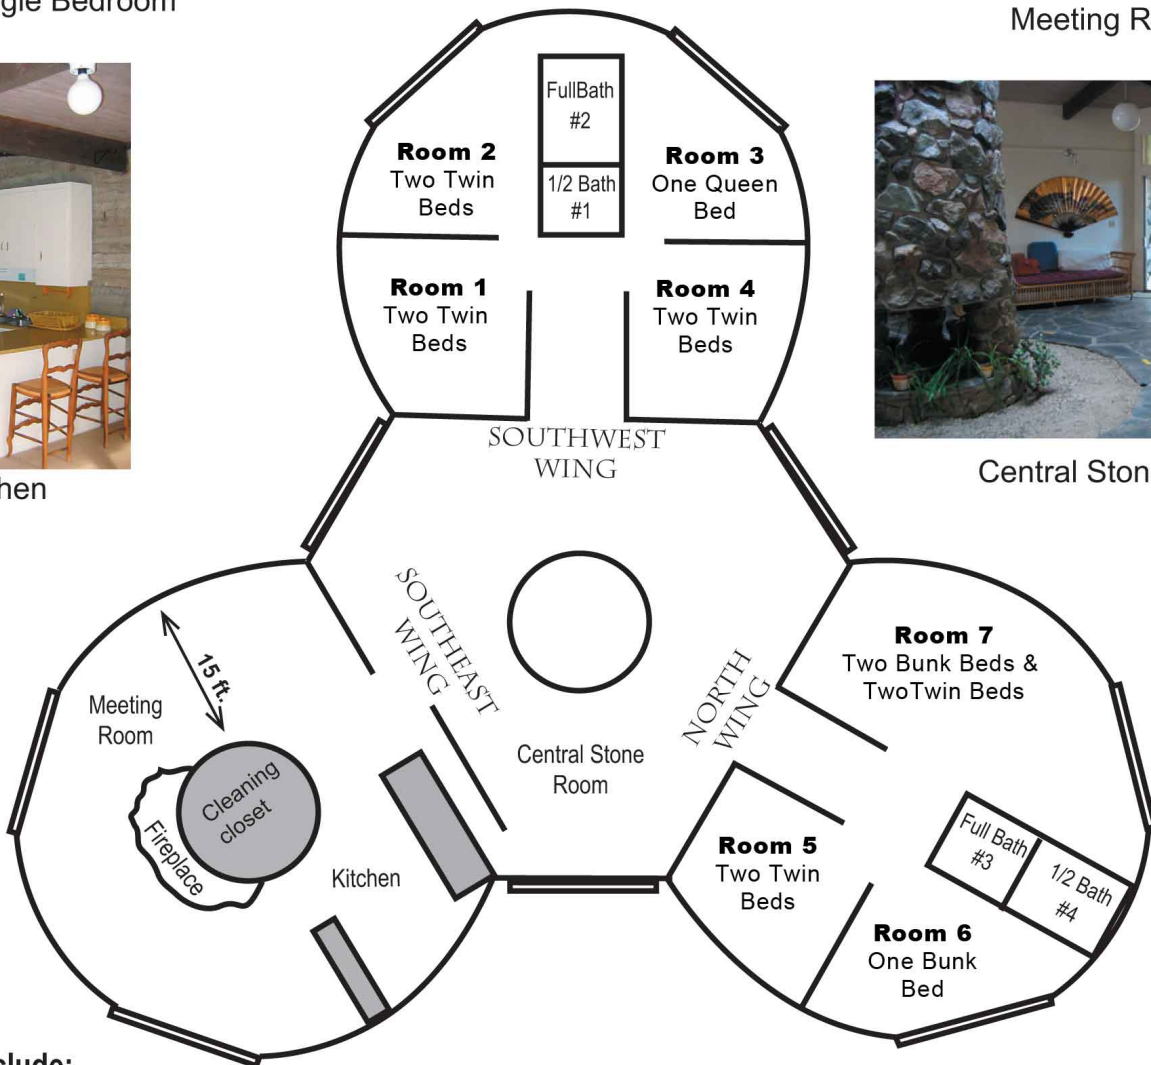 gle Bedroom
Meeting R
FullBath
#2
1/2 Bath
#1
Room 2
Two Twin
Beds
Room 3
One Queen
Bed
Room 1
Two Twin
Beds
Room 4
Two Twin
Beds
SOUTHWEST
WING
hen
Central Ston
SOUTHEAST
WING
NORTH
WING
Room 7
Two Bunk Beds &
TwoTwin Beds
15 ft.
Meeting
Room
Central Stone
Room
Cleaning
closet
Fireplace
Kitchen
Room 5
Two Twin
Beds
Full Bath
#3
1/2 Bath
#4
Room 6
One Bunk
Bed
clude: